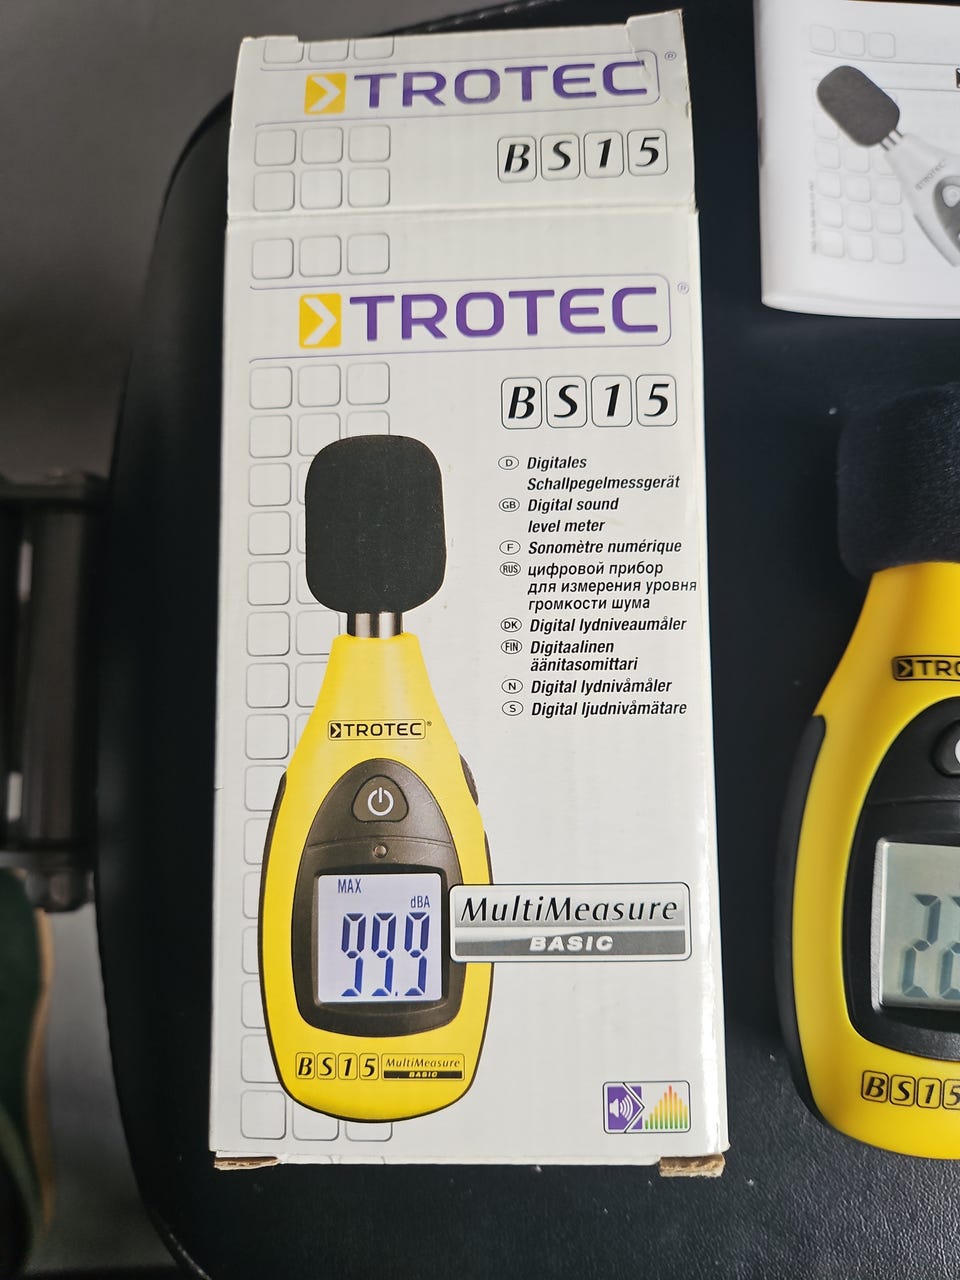 TROTEC®
BS15
TROTEC®
BS15
D Digitales
Schallpegelmessgerät
GB Digital sound
level meter
F Sonomètre numérique
RUS цифровой прибор
для измерения уровня
громкости шума
DK Digital lydniveaumåler
FIN Digitaalinen
äänitasomittari
N Digital lydnivåmåler
S Digital ljudnivåmätare
TROTEC®
MAX
dBA
99.9
MultiMeasure
BASIC
BS15 MultiMeasure
BASIC
TRO
BS15
TROTEC